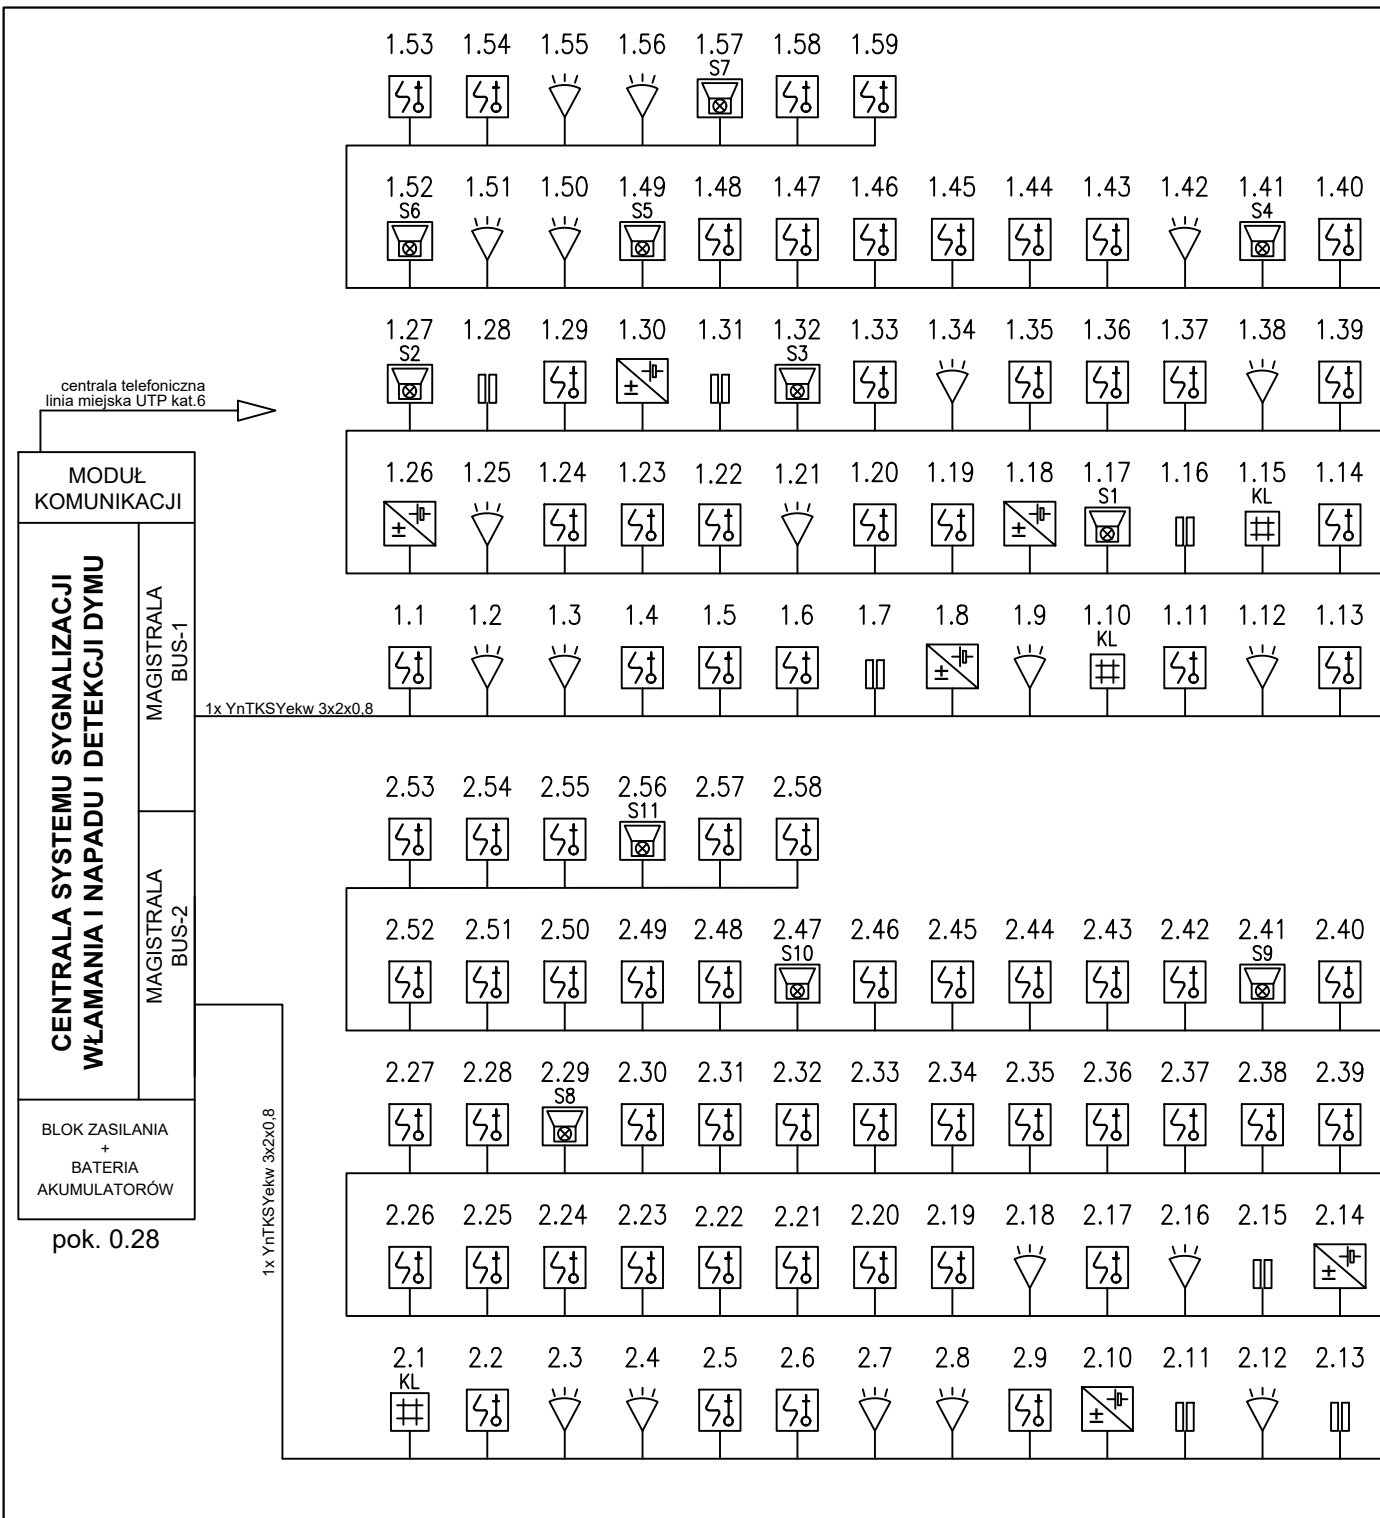 1.53 1.54 1.55 1.56 1.57 1.58 1.59
S7
1.52 1.51 1.50 1.49 1.48 1.47 1.46 1.45 1.44 1.43 1.42 1.41 1.40
S6 S5 S4
1.27 1.28 1.29 1.30 1.31 1.32 1.33 1.34 1.35 1.36 1.37 1.38 1.39
S2 S3
centrala telefoniczna
linia miejska UTP kat.6
1.26 1.25 1.24 1.23 1.22 1.21 1.20 1.19 1.18 1.17 1.16 1.15 1.14
S1 KL
MODUŁ
KOMUNIKACJI
CENTRALA SYSTEMU SYGNALIZACJI
WŁAMANIA I NAPADU I DETEKCJI DYMU
MAGISTRALA
BUS-1
1.1 1.2 1.3 1.4 1.5 1.6 1.7 1.8 1.9 1.10 1.11 1.12 1.13
KL
1x YnTKSYekw 3x2x0,8
2.53 2.54 2.55 2.56 2.57 2.58
S11
MAGISTRALA
BUS-2
2.52 2.51 2.50 2.49 2.48 2.47 2.46 2.45 2.44 2.43 2.42 2.41 2.40
S10 S9
2.27 2.28 2.29 2.30 2.31 2.32 2.33 2.34 2.35 2.36 2.37 2.38 2.39
S8
BLOK ZASILANIA
+
BATERIA
AKUMULATORÓW
pok. 0.28
1x YnTKSYekw 3x2x0,8
2.26 2.25 2.24 2.23 2.22 2.21 2.20 2.19 2.18 2.17 2.16 2.15 2.14
2.1 2.2 2.3 2.4 2.5 2.6 2.7 2.8 2.9 2.10 2.11 2.12 2.13
KL